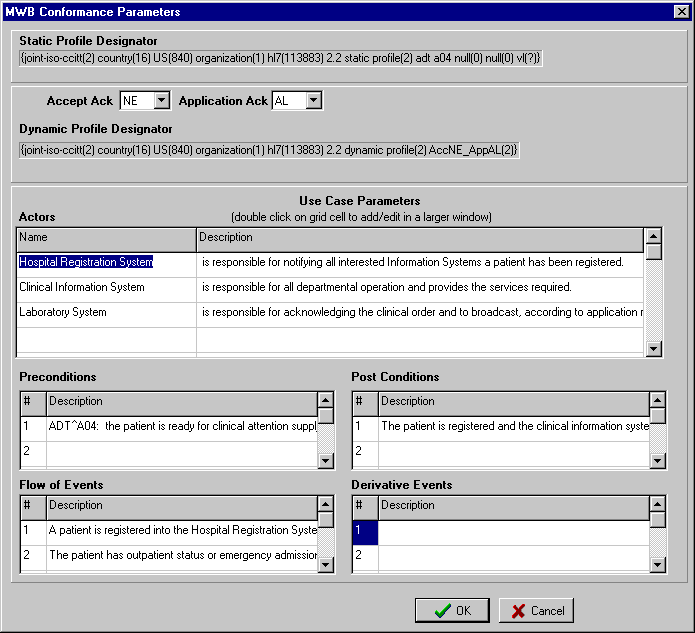 MWB Conformance Parameters
Static Profile Designator
{joint-iso-ccitt(2) country(16) US(840) organization(1) hl7(113883) 2.2 static profile(2) adt a04 null(0) null(0) vl(?)}
Accept Ack NE Application Ack AL
Dynamic Profile Designator
{joint-iso-ccitt(2) country(16) US(840) organization(1) hl7(113883) 2.2 dynamic profile(2) AccNE_AppAL(2)}
Use Case Parameters
Actors (double click on grid cell to add/edit in a larger window)
Name Description
Hospital Registration System is responsible for notifying all interested Information Systems a patient has been registered.
Clinical Information System is responsible for all departmental operation and provides the services required.
Laboratory System is responsible for acknowledging the clinical order and to broadcast, according to application r
Preconditions Post Conditions
# Description # Description
1 ADT^A04: the patient is ready for clinical attention suppl 1 The patient is registered and the clinical information syste
2 2
Flow of Events Derivative Events
# Description # Description
1 A patient is registered into the Hospital Registration Syste 1
2 The patient has outpatient status or emergency admission 2
OK Cancel